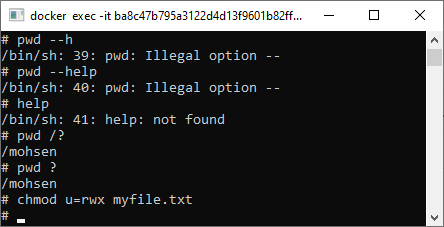 docker exec -it ba8c47b795a3122d4d13f9601b82ff...
# pwd --h
/bin/sh: 39: pwd: Illegal option --
# pwd --help
/bin/sh: 40: pwd: Illegal option --
# help
/bin/sh: 41: help: not found
# pwd /?
/mohsen
# pwd ?
/mohsen
# chmod u=rwx myfile.txt
#